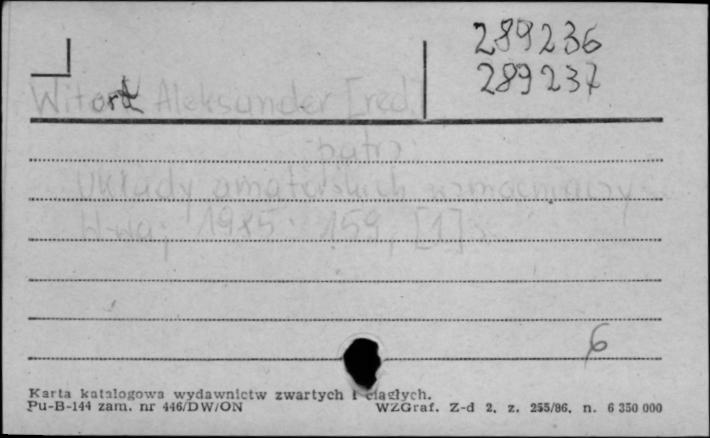 289236
289237
Witort Aleksander [red.]
patrz:
Układy amatorskich wzmacniaczy.-
W-wa; 1985. 159, [1] s.
6
Karta katalogowa wydawnictw zwartych i ciągłych.
Pu-B-144 zam. nr 446/DW/ON WZGraf. Z-d 2, z. 255/86, n. 6 350 000